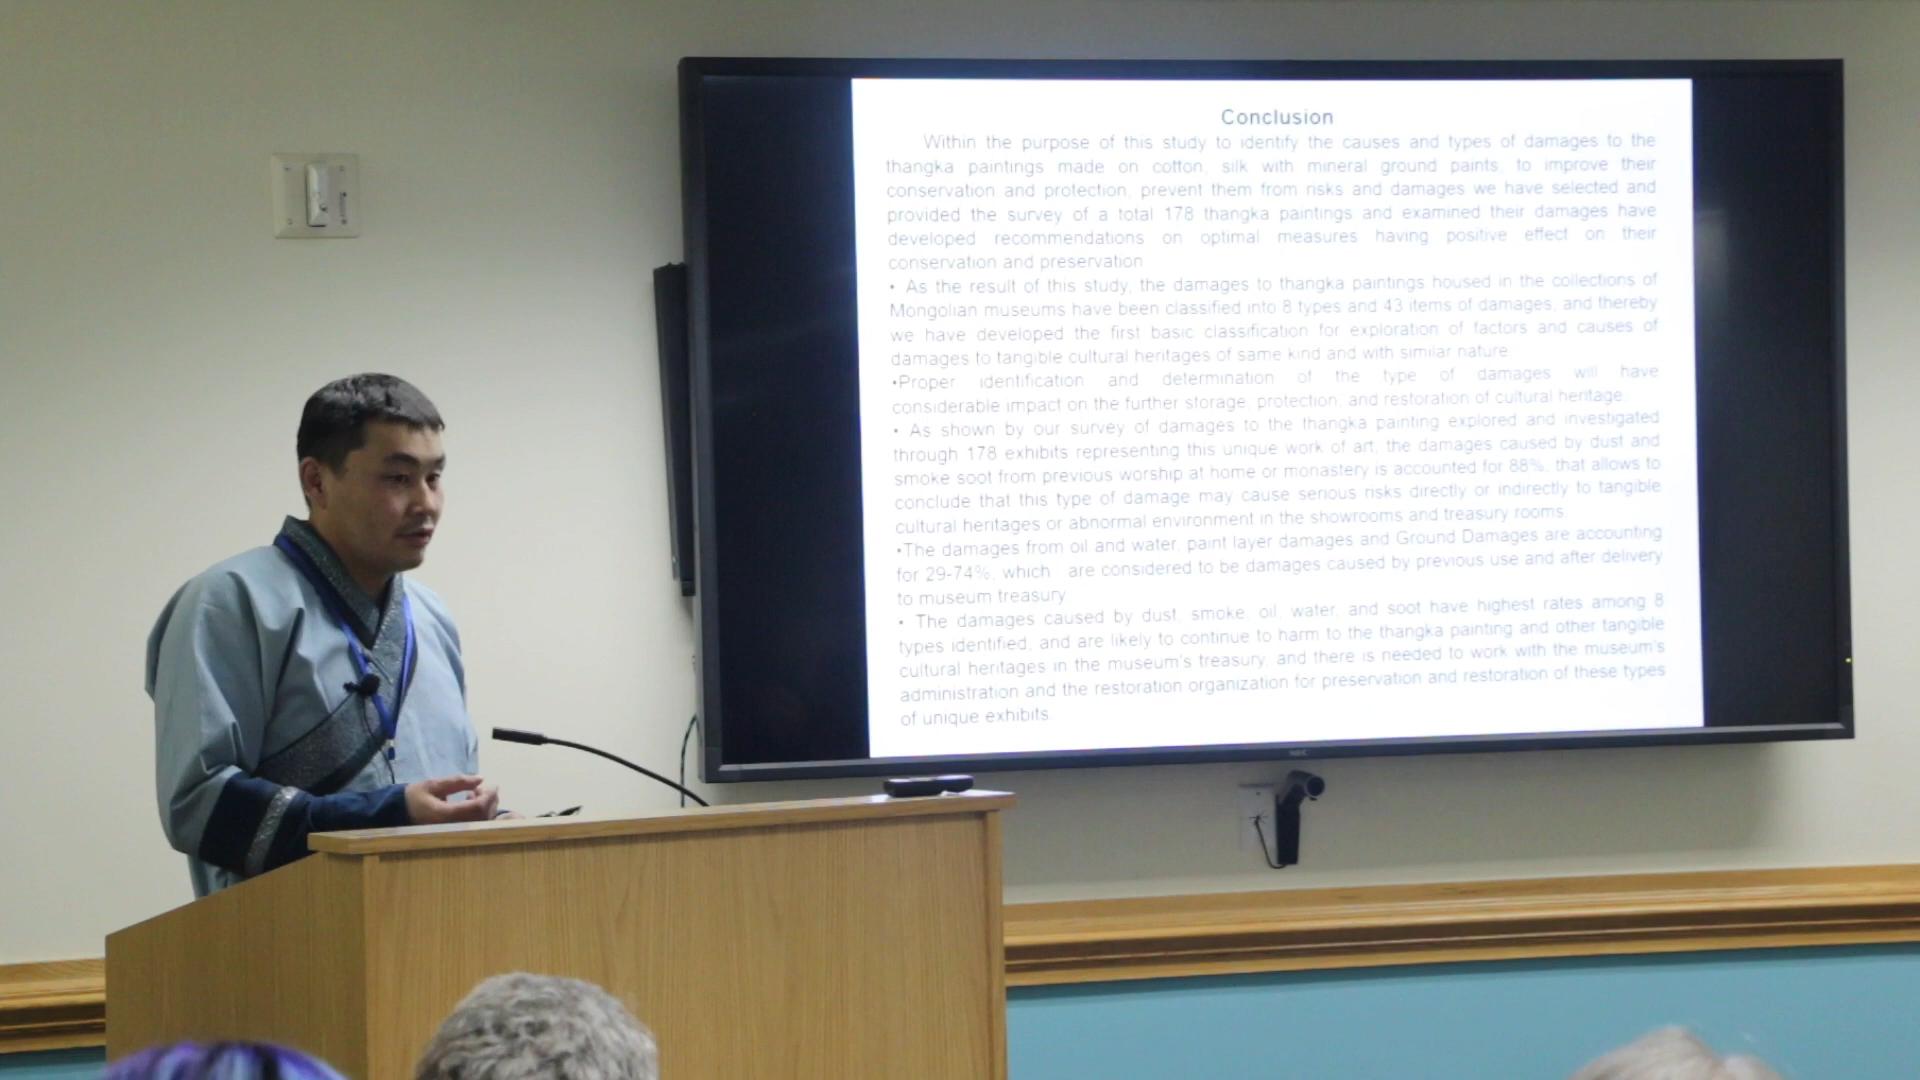 Conclusion
Within the purpose of this study to identify the causes and types of damages to the
thangka paintings made on cotton, silk with mineral ground paints, to improve their
conservation and protection, prevent them from risks and damages we have selected and
provided the survey of a total 178 thangka paintings and examined their damages have
developed recommendations on optimal measures having positive effect on their
conservation and preservation
• As the result of this study, the damages to thangka paintings housed in the collections of
Mongolian museums have been classified into 8 types and 43 items of damages, and thereby
we have developed the first basic classification for exploration of factors and causes of
damages to tangible cultural heritages of same kind and with similar nature.
•Proper identification and determination of the type of damages will have
considerable impact on the further storage, protection, and restoration of cultural heritage.
• As shown by our survey of damages to the thangka painting explored and investigated
through 178 exhibits representing this unique work of art, the damages caused by dust and
smoke soot from previous worship at home or monastery is accounted for 88%, that allows to
conclude that this type of damage may cause serious risks directly or indirectly to tangible
cultural heritages or abnormal environment in the showrooms and treasury rooms.
•The damages from oil and water, paint layer damages and Ground Damages are accounting
for 29-74%, which are considered to be damages caused by previous use and after delivery
to museum treasury
• The damages caused by dust, smoke, oil, water, and soot have highest rates among 8
types identified, and are likely to continue to harm to the thangka painting and other tangible
cultural heritages in the museum's treasury, and there is needed to work with the museum's
administration and the restoration organization for preservation and restoration of these types
of unique exhibits.
NEC